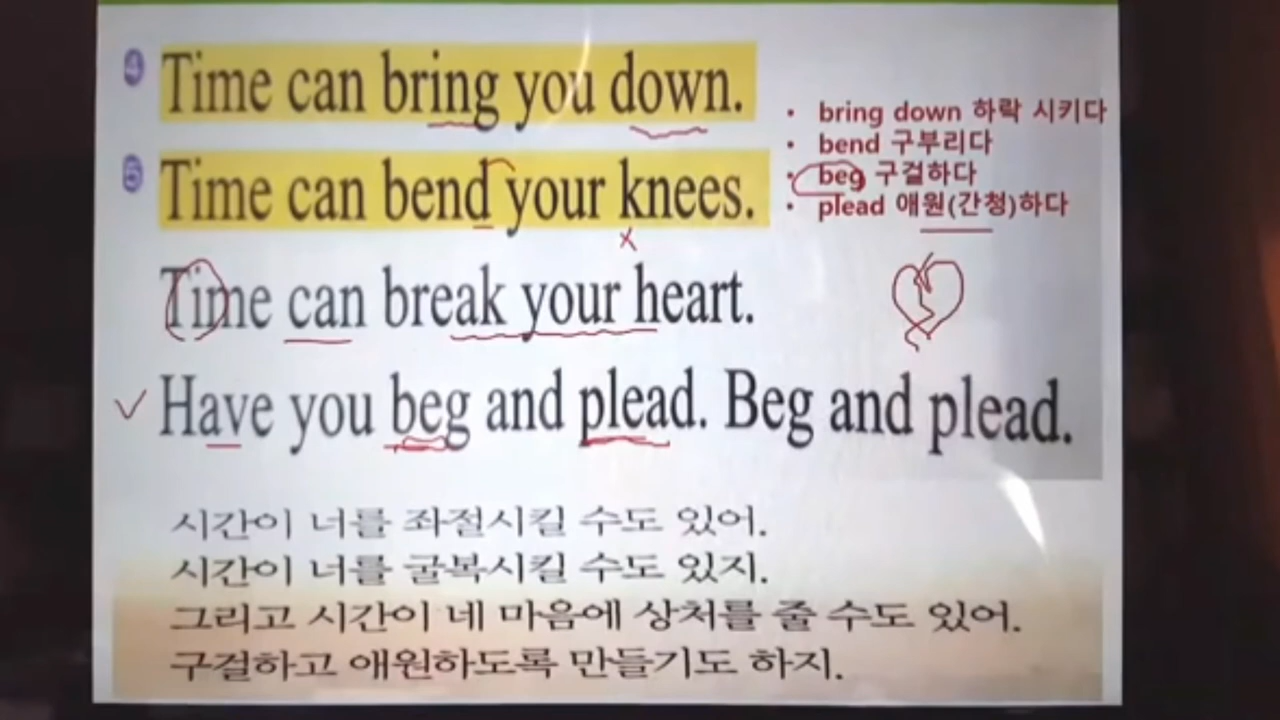 4 Time can bring you down.
5 Time can bend your knees.
Time can break your heart.
Have you beg and plead. Beg and plead.
• bring down 하락 시키다
• bend 구부리다
• beg 구걸하다
• plead 애원(간청)하다
시간이 너를 좌절시킬 수도 있어.
시간이 너를 굴복시킬 수도 있지.
그리고 시간이 네 마음에 상처를 줄 수도 있어.
구걸하고 애원하도록 만들기도 하지.